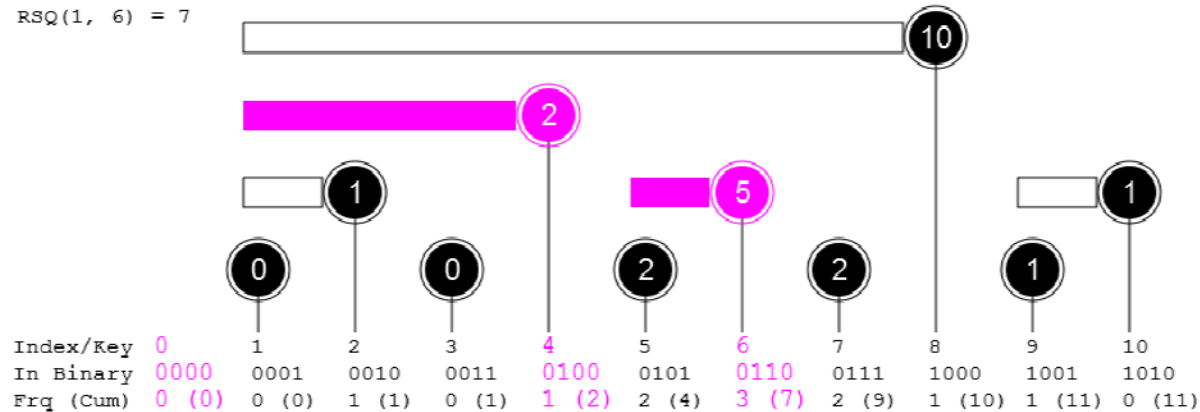 RSQ(1, 6) = 7
10
2
1 5 1
0 0 2 2 1
Index/Key 0 1 2 3 4 5 6 7 8 9 10
In Binary 0000 0001 0010 0011 0100 0101 0110 0111 1000 1001 1010
Frq (Cum) 0 (0) 0 (0) 1 (1) 0 (1) 1 (2) 2 (4) 3 (7) 2 (9) 1 (10) 1 (11) 0 (11)